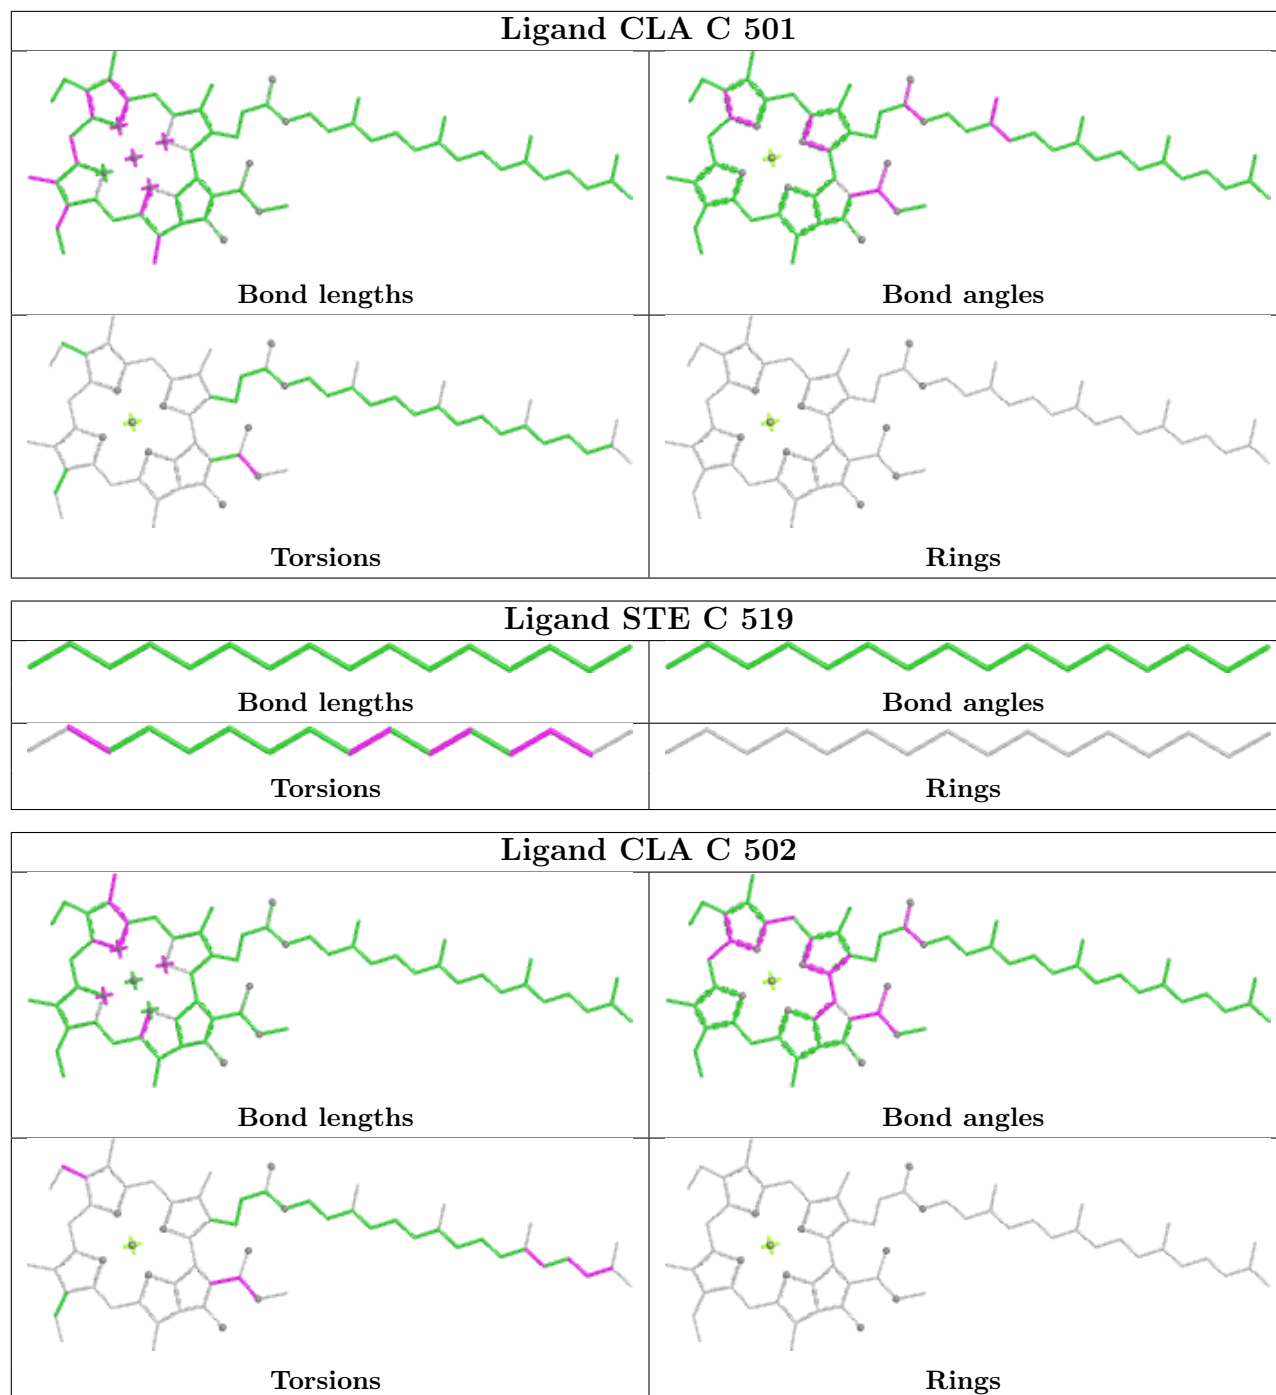 Ligand CLA C 501
Bond lengths
Bond angles
Torsions
Rings
Ligand STE C 519
Bond lengths
Bond angles
Torsions
Rings
Ligand CLA C 502
Bond lengths
Bond angles
Torsions
Rings